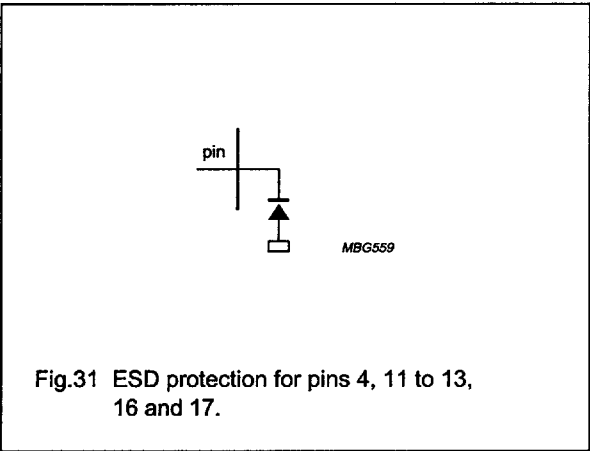 pin
MBG559
Fig.31 ESD protection for pins 4, 11 to 13,
16 and 17.